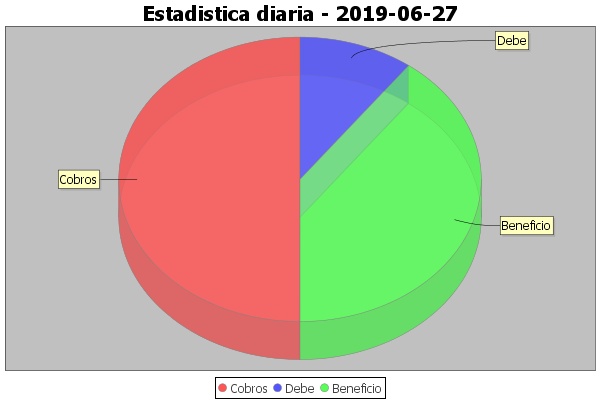 Estadistica diaria - 2019-06-27
Debe
Cobros
Beneficio
Cobros Debe Beneficio